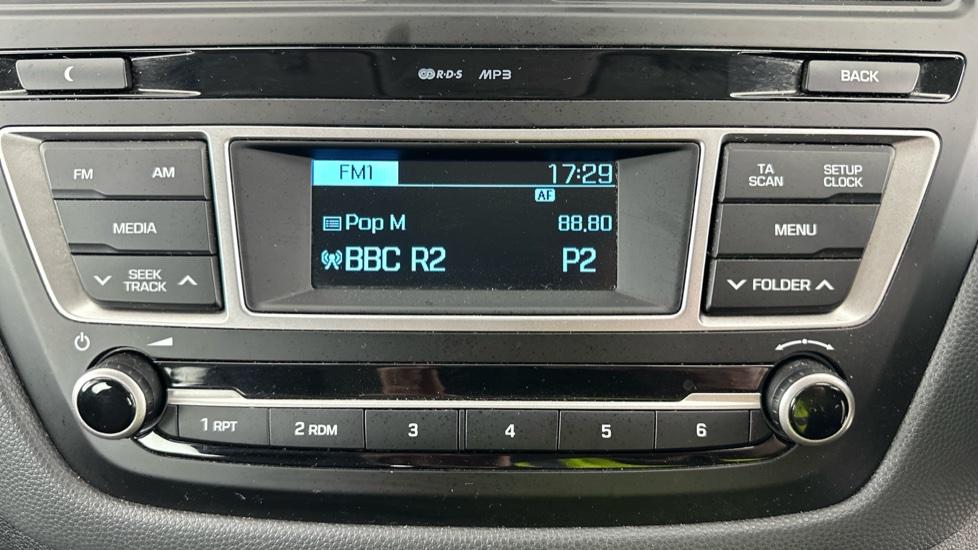 R·D·S MP3
BACK
FM AM
MEDIA
SEEK
TRACK
FM1 17:29
AF
Pop M 88.80
BBC R2 P2
TA
SCAN
SETUP
CLOCK
MENU
FOLDER
1 RPT 2 RDM 3 4 5 6